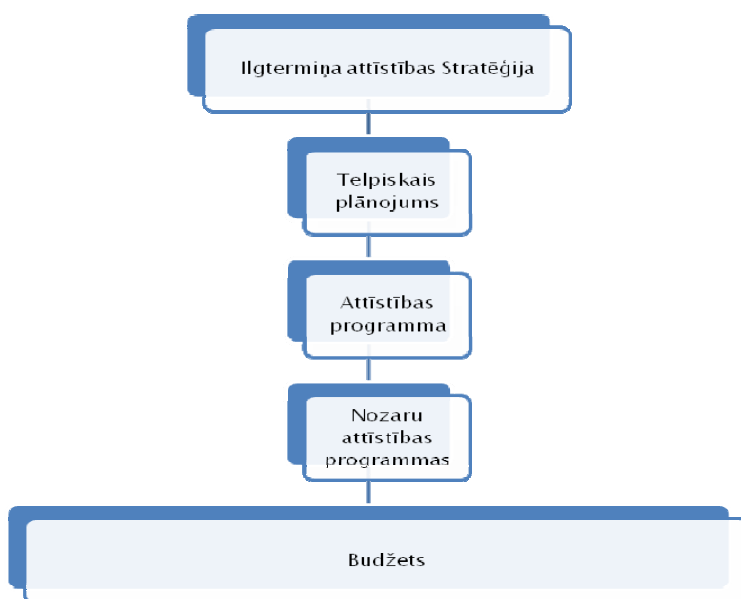 Ilgtermiņa attīstības Stratēģija
Telpiskais
plānojums
Attīstības
programma
Nozaru
attīstības
programmas
Budžets